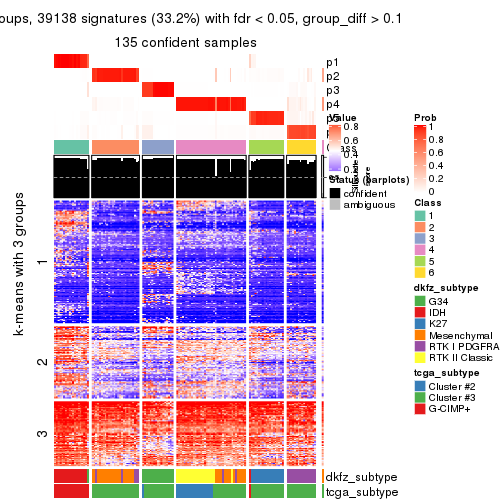 oups, 39138 signatures (33.2%) with fdr < 0.05, group_diff > 0.1
135 confident samples
p1
p2
p3
p4
k-means with 3 groups
1
2
3
Value
0.8
0.6
0.4
0.2
Status (barplots)
confident
ambiguous
Prob
1
0.8
0.6
0.4
0.2
0
Class
1
2
3
4
5
6
dkfz_subtype
G34
IDH
K27
Mesenchymal
RTK I PDGFRA
RTK II Classic
tcga_subtype
Cluster #2
Cluster #3
G-CIMP+
dkfz_subtype
tcga_subtype